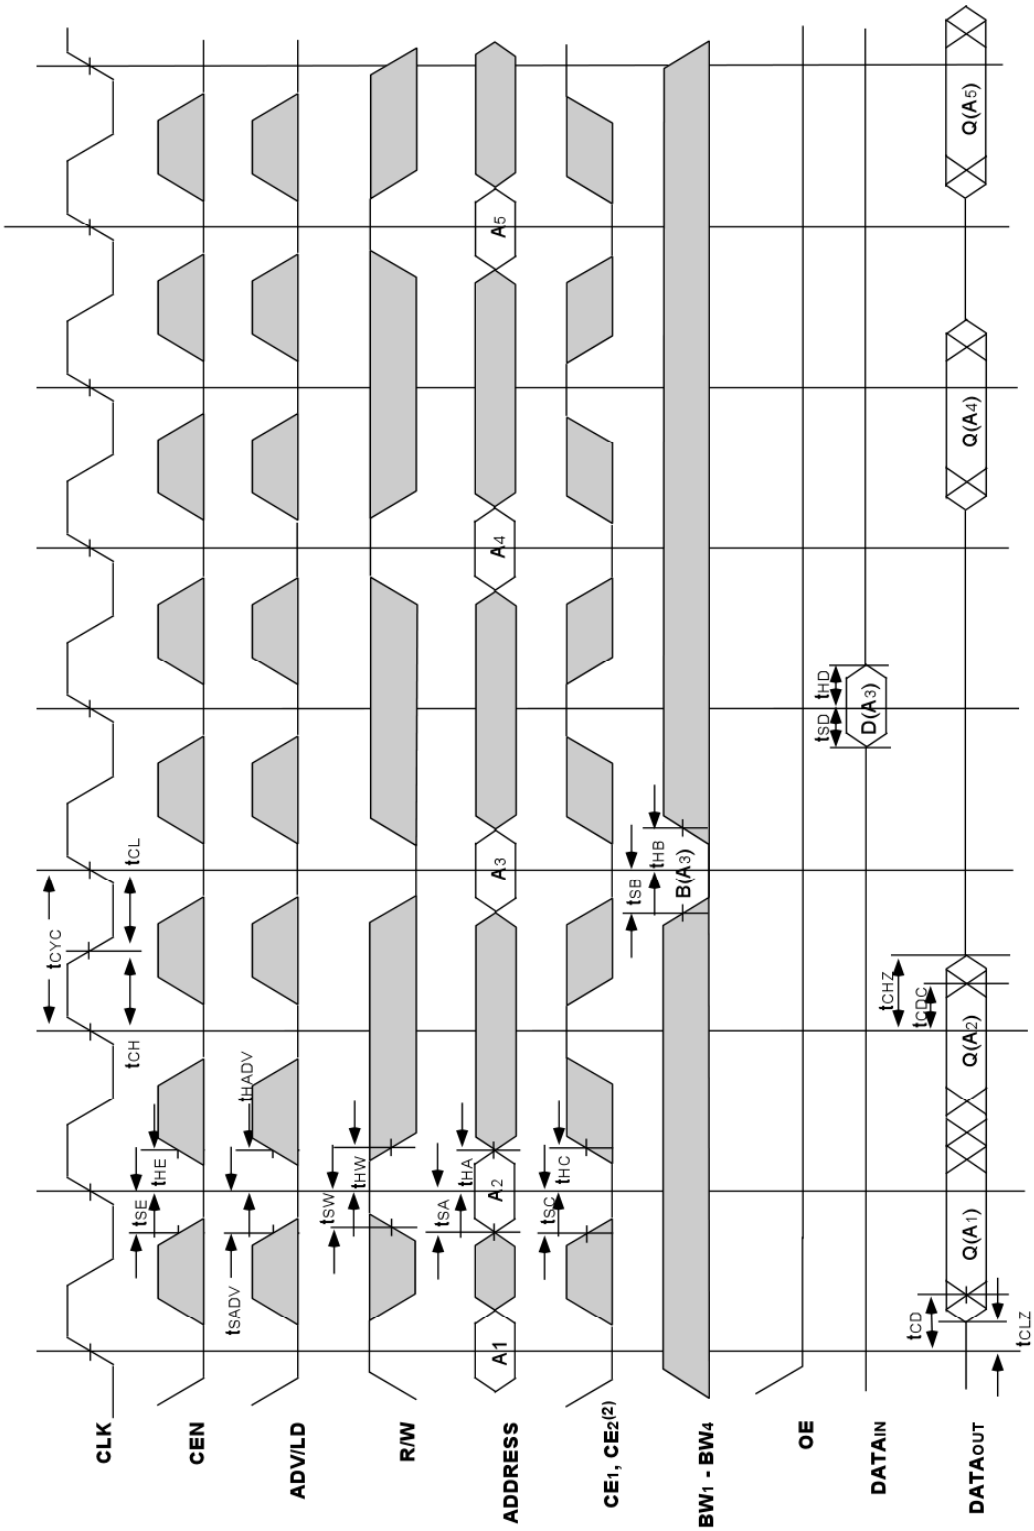 tCYC
tCH
tCL
CLK
tSE
tHE
CEN
tSADV
tHADV
ADV/LD
tSW
tHW
R/W
tSA
tHA
ADDRESS
A1
A2
A3
A4
A5
tSC
tHC
CE1, CE2(2)
tSB
tHB
B(A3)
BW1 - BW4
OE
tSD
tHD
D(A3)
DATAIN
tCD
tCHZ
tCDC
Q(A1)
Q(A2)
Q(A4)
Q(A5)
DATAOUT
tCLZ